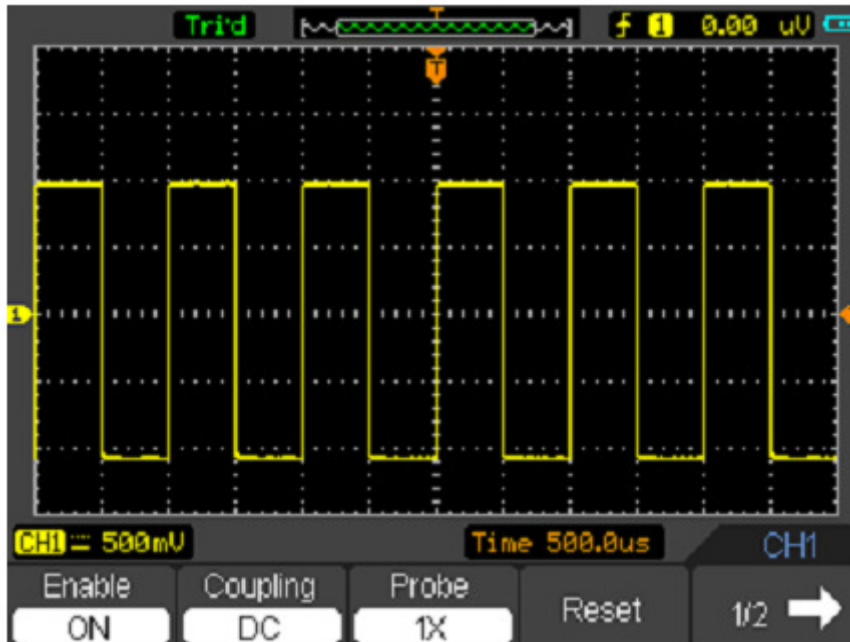 Tri'd T 1 0.00 uV
T
1
CH1 500mV Time 500.0us CH1
Enable Coupling Probe Reset 1/2
ON DC 1X